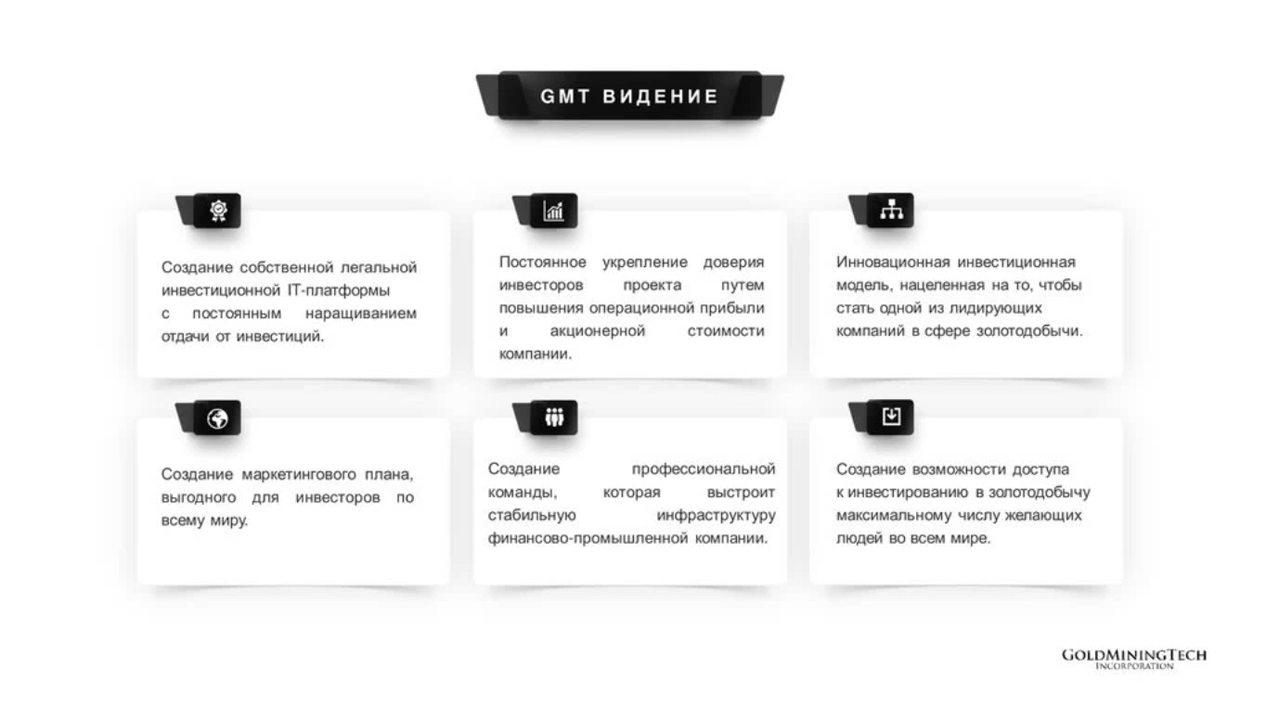 GMT ВИДЕНИЕ
Создание собственной легальной
инвестиционной IT-платформы
с постоянным наращиванием
отдачи от инвестиций.
Постоянное укрепление доверия
инвесторов проекта путем
повышения операционной прибыли
и акционерной стоимости
компании.
Инновационная инвестиционная
модель, нацеленная на то, чтобы
стать одной из лидирующих
компаний в сфере золотодобычи.
Создание маркетингового плана,
выгодного для инвесторов по
всему миру.
Создание профессиональной
команды, которая выстроит
стабильную инфраструктуру
финансово-промышленной компании.
Создание возможности доступа
к инвестированию в золотодобычу
максимальному числу желающих
людей во всем мире.
GOLDMININGTECH
INCORPORATION